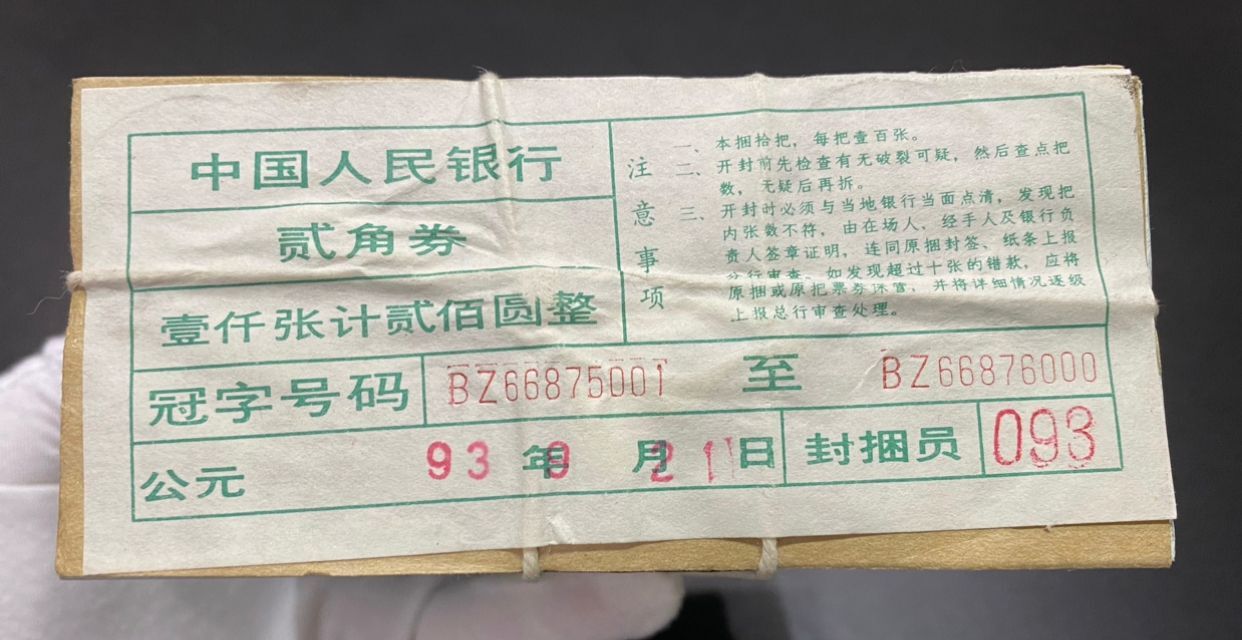 中国人民银行
贰角券
壹仟张计贰佰圆整
注意事项
一、本捆拾把，每把壹百张。
二、开封前先检查有无破裂可疑，然后查点把
数，无疑后再拆。
三、开封时必须与当地银行当面点清，发现把
内张数不符，由在场人、经手人及银行负
责人签章证明，连同原捆封签、纸条上报
分行审查。如发现超过十张的错款，应将
原捆或原把票券保管，并将详细情况逐级
上报总行审查处理。
冠字号码 BZ66875001 至 BZ66876000
公元 93年9月21日 封捆员 093